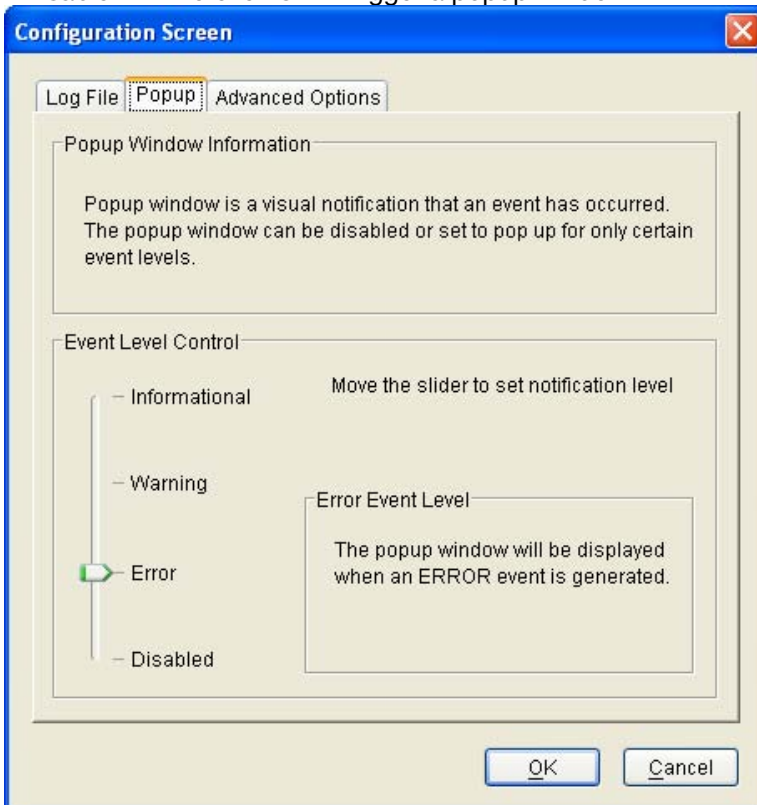 Configuration Screen
Log File Popup Advanced Options
Popup Window Information
Popup window is a visual notification that an event has occurred.
The popup window can be disabled or set to pop up for only certain
event levels.
Event Level Control
Informational
Move the slider to set notification level
Warning
Error Event Level
The popup window will be displayed
when an ERROR event is generated.
Error
Disabled
OK Cancel